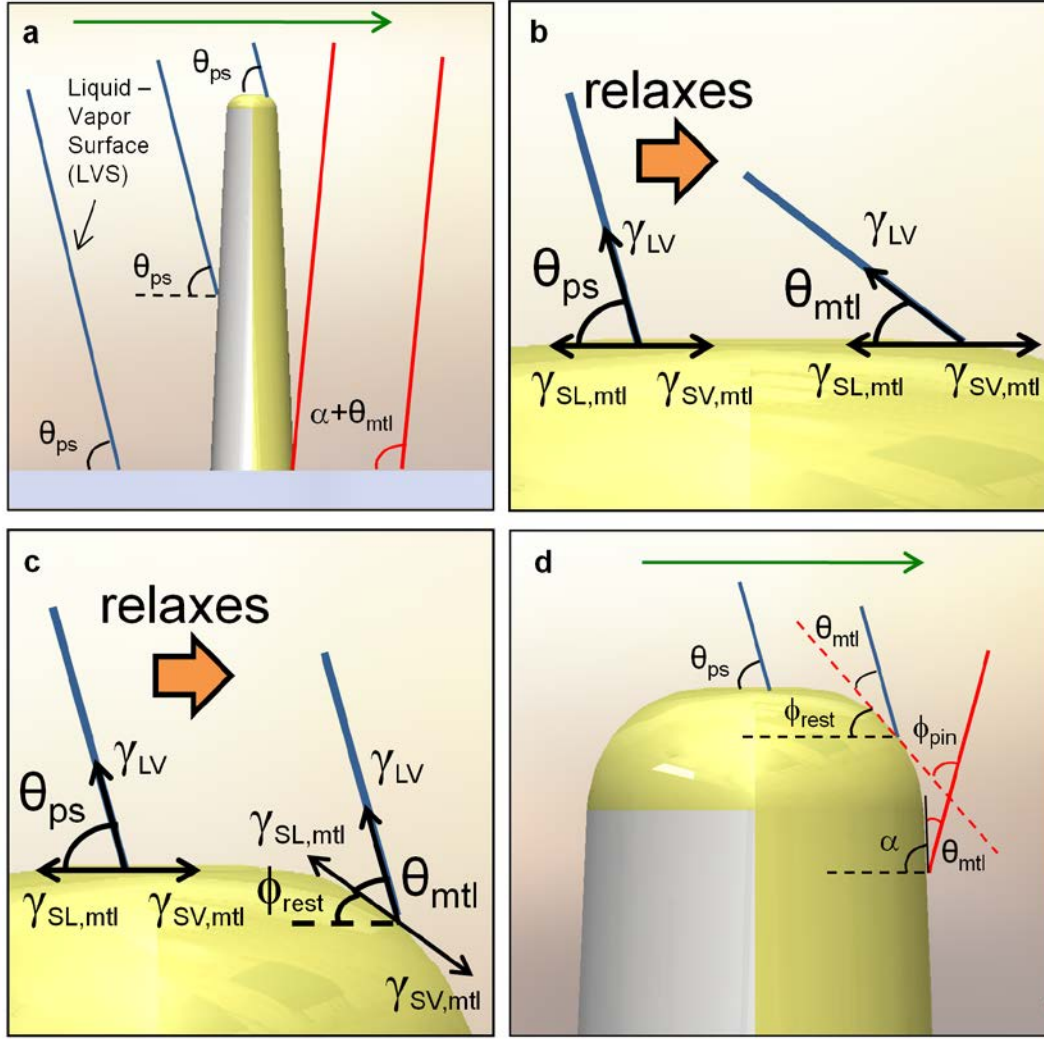 a
θps
Liquid –
Vapor
Surface
(LVS)
θps
θps
α+θmtl
b
relaxes
γLV
γLV
θps
θmtl
γSL,mtl
γSV,mtl
γSL,mtl
γSV,mtl
c
relaxes
γLV
γLV
θps
γSL,mtl
ϕrest
θmtl
γSL,mtl
γSV,mtl
γSV,mtl
d
θmtl
θps
ϕrest
ϕpin
α
θmtl